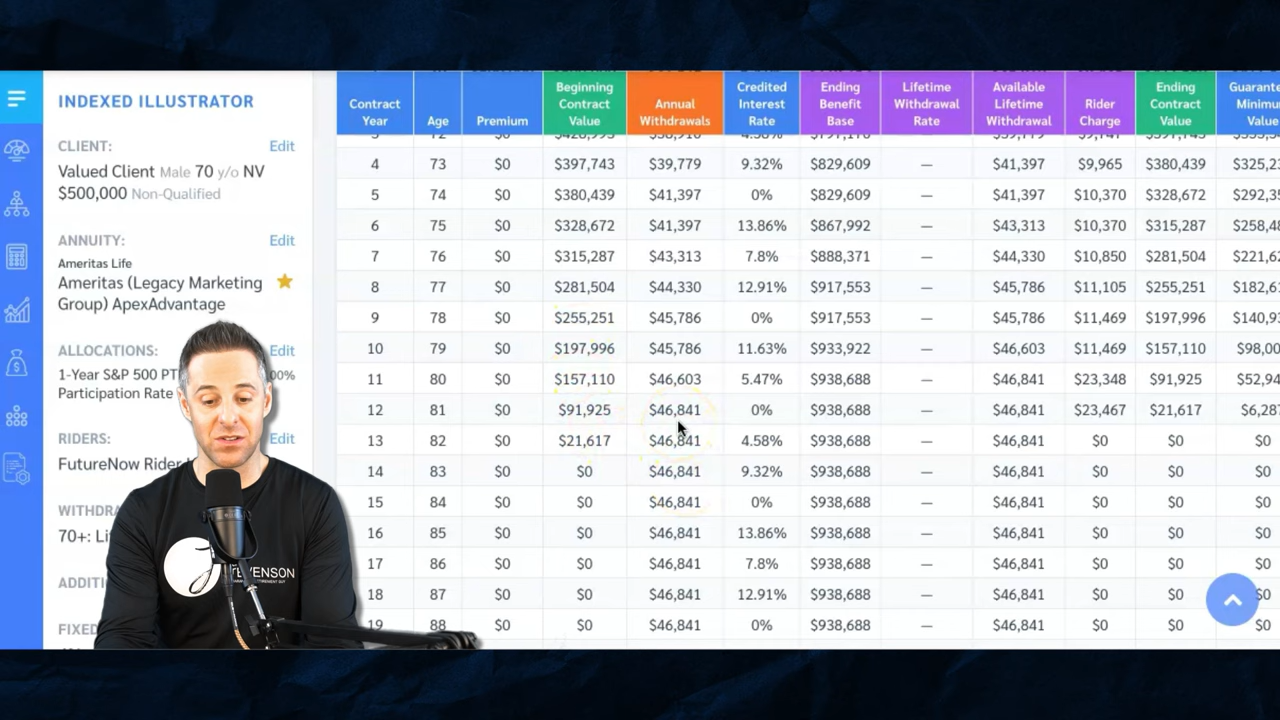 INDEXED ILLUSTRATOR
CLIENT: Edit
Valued Client Male 70 y/o NV
$500,000 Non-Qualified
ANNUITY: Edit
Ameritas Life
Ameritas (Legacy Marketing
Group) ApexAdvantage
ALLOCATIONS: Edit
1-Year S&P 500 PT 00%
Participation Rate
RIDERS: Edit
FutureNow Rider
WITHDRA
70+: Li
ADDITI
FIXED
Contract Year Age Premium Beginning Contract Value Annual Withdrawals Credited Interest Rate Ending Benefit Base Lifetime Withdrawal Rate Available Lifetime Withdrawal Rider Charge Ending Contract Value Guarante Minimu Value
4 73 $0 $397,743 $39,779 9.32% $829,609 — $41,397 $9,965 $380,439 $325,2
5 74 $0 $380,439 $41,397 0% $829,609 — $41,397 $10,370 $328,672 $292,3
6 75 $0 $328,672 $41,397 13.86% $867,992 — $43,313 $10,370 $315,287 $258,4
7 76 $0 $315,287 $43,313 7.8% $888,371 — $44,330 $10,850 $281,504 $221,6
8 77 $0 $281,504 $44,330 12.91% $917,553 — $45,786 $11,105 $255,251 $182,6
9 78 $0 $255,251 $45,786 0% $917,553 — $45,786 $11,469 $197,996 $140,9
10 79 $0 $197,996 $45,786 11.63% $933,922 — $46,603 $11,469 $157,110 $98,00
11 80 $0 $157,110 $46,603 5.47% $938,688 — $46,841 $23,348 $91,925 $52,94
12 81 $0 $91,925 $46,841 0% $938,688 — $46,841 $23,467 $21,617 $6,28
13 82 $0 $21,617 $46,841 4.58% $938,688 — $46,841 $0 $0 $0
14 83 $0 $0 $46,841 9.32% $938,688 — $46,841 $0 $0 $0
15 84 $0 $0 $46,841 0% $938,688 — $46,841 $0 $0 $0
16 85 $0 $0 $46,841 13.86% $938,688 — $46,841 $0 $0 $0
17 86 $0 $0 $46,841 7.8% $938,688 — $46,841 $0 $0 $0
18 87 $0 $0 $46,841 12.91% $938,688 — $46,841 $0 $0 $0
19 88 $0 $0 $46,841 0% $938,688 — $46,841 $0 $0 $0